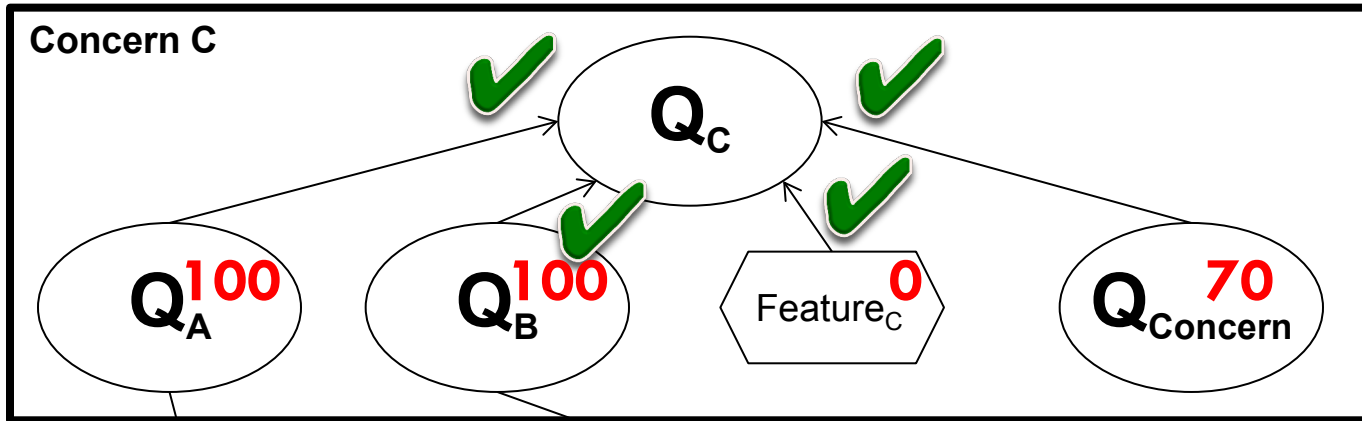 Concern C
Q_C
Q_A 100
Q_B 100
Feature_C 0
Q_Concern 70